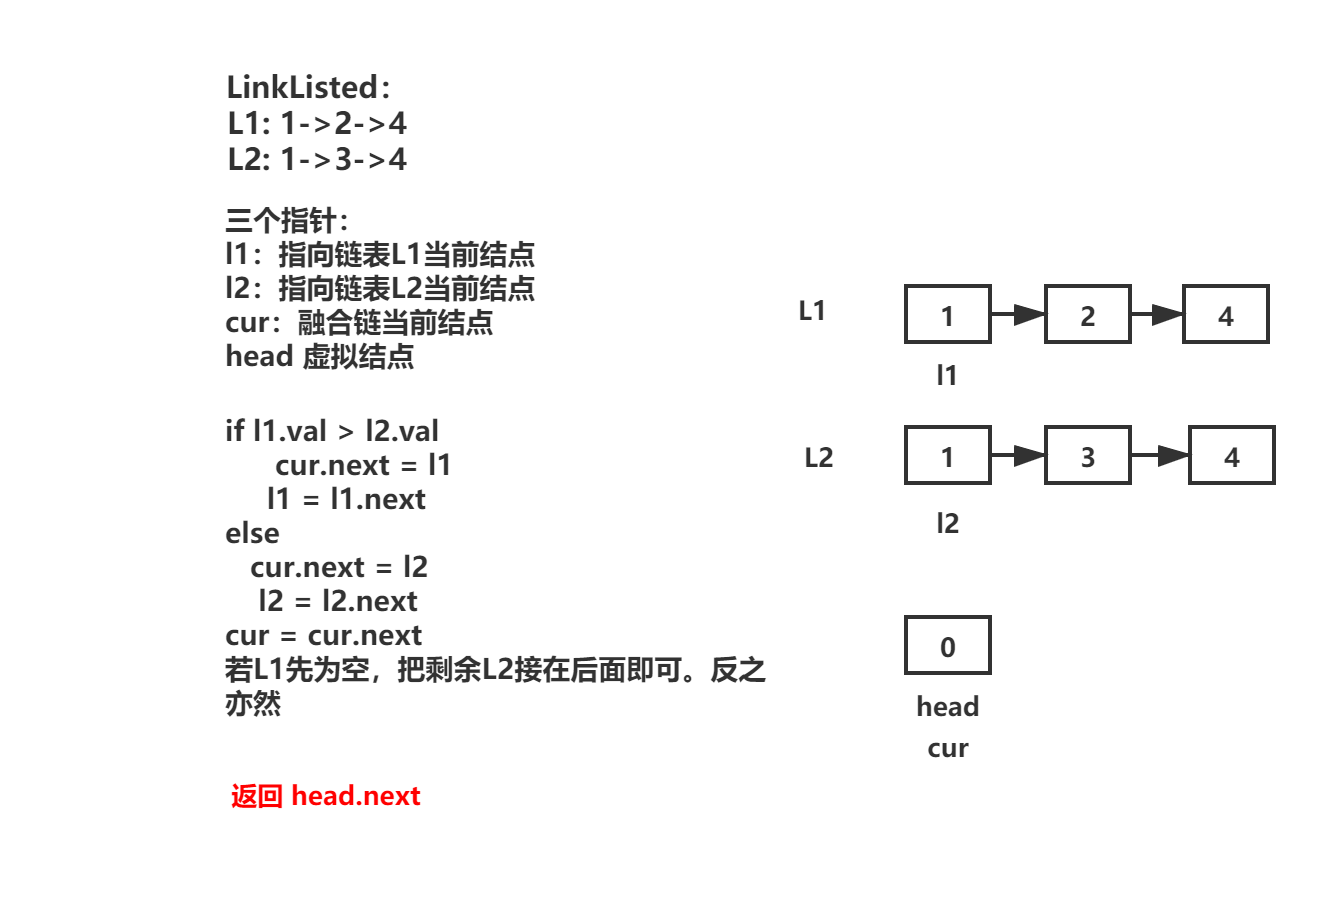 LinkListed：
L1: 1->2->4
L2: 1->3->4
三个指针：
l1：指向链表L1当前结点
l2：指向链表L2当前结点
cur：融合链当前结点
head 虚拟结点
if l1.val > l2.val
cur.next = l1
l1 = l1.next
else
cur.next = l2
l2 = l2.next
cur = cur.next
若L1先为空，把剩余L2接在后面即可。反之
亦然
返回 head.next
L1 1 2 4
l1
L2 1 3 4
l2
0
head
cur